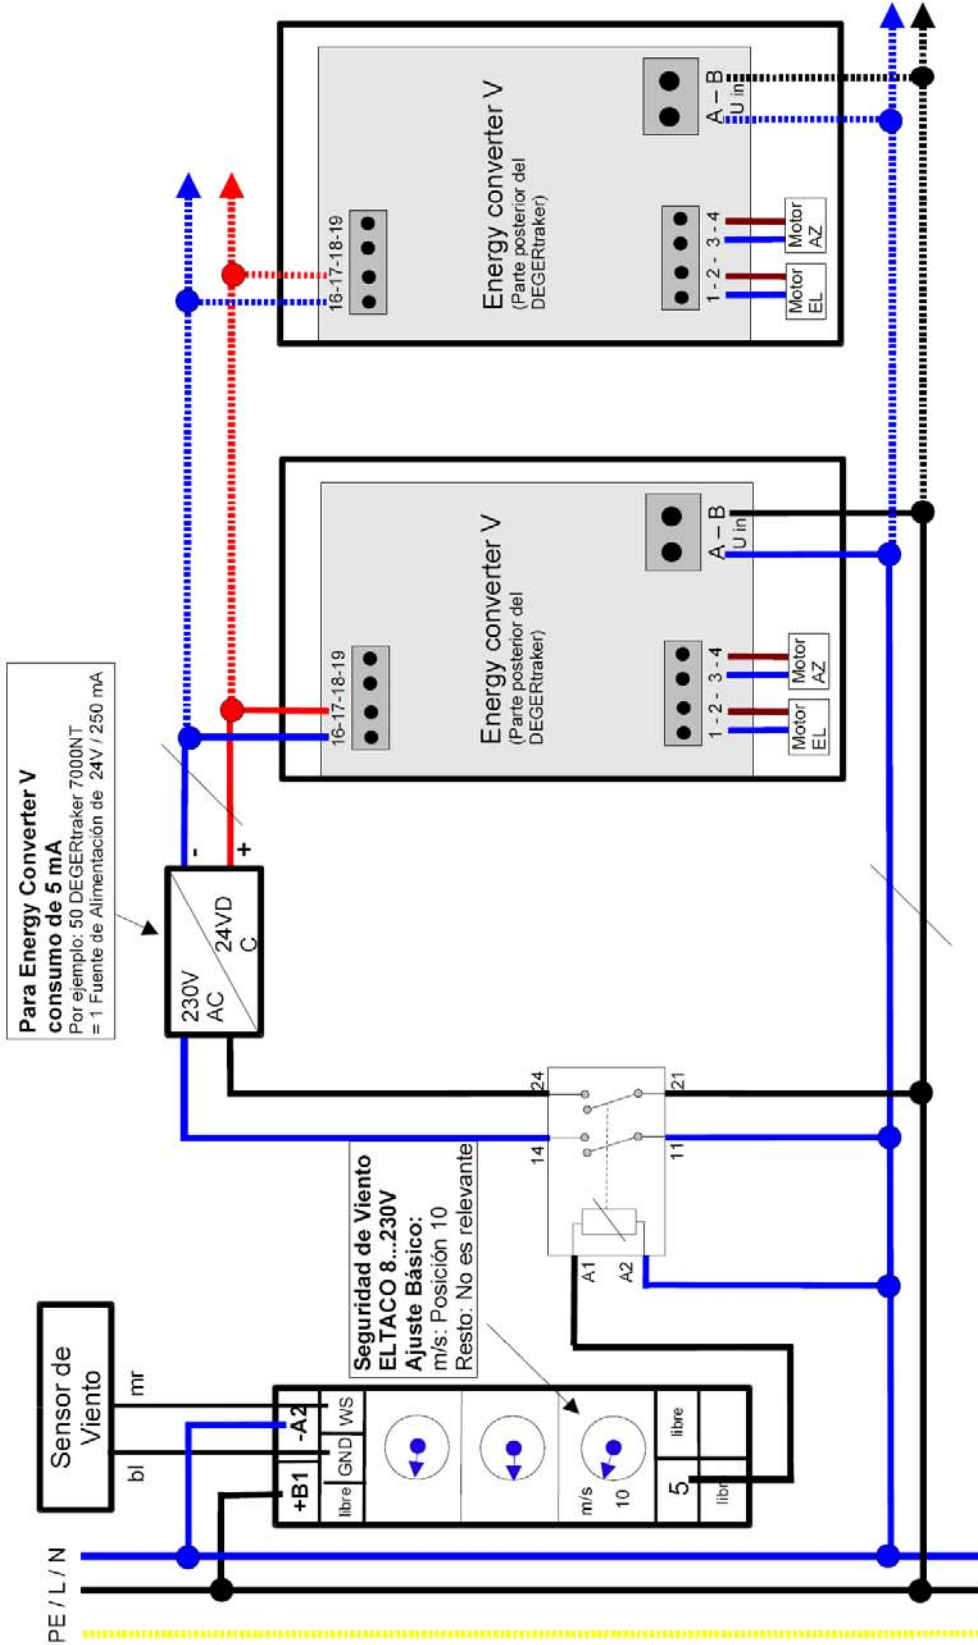 PE / L / N
Sensor de
Viento
bl
mr
+B1
-A2
libre
GND
WS
m/s
10
5
libre
libre
Seguridad de Viento
ELTACO 8...230V
Ajuste Básico:
m/s: Posición 10
Resto: No es relevante
A1
A2
14
24
11
21
Para Energy Converter V
consumo de 5 mA
Por ejemplo: 50 DEGERtraker 7000NT
= 1 Fuente de Alimentación de 24V / 250 mA
230V
AC
24VD
C
-
+
16-17-18-19
Energy converter V
(Parte posterior del
DEGERtraker)
1 - 2 - 3 - 4
A – B
U in
Motor
EL
Motor
AZ
16-17-18-19
Energy converter V
(Parte posterior del
DEGERtraker)
1 - 2 - 3 - 4
A – B
U in
Motor
EL
Motor
AZ